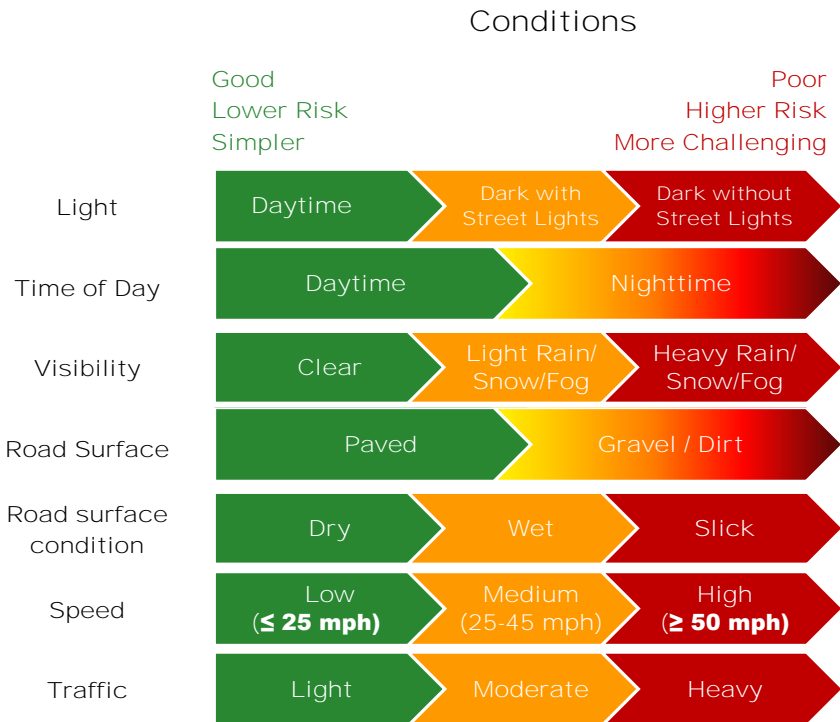 Conditions
Good
Lower Risk
Simpler
Poor
Higher Risk
More Challenging
Light
Daytime
Dark with
Street Lights
Dark without
Street Lights
Time of Day
Daytime
Nighttime
Visibility
Clear
Light Rain/
Snow/Fog
Heavy Rain/
Snow/Fog
Road Surface
Paved
Gravel / Dirt
Road surface
condition
Dry
Wet
Slick
Speed
Low
(≤ 25 mph)
Medium
(25-45 mph)
High
(≥ 50 mph)
Traffic
Light
Moderate
Heavy